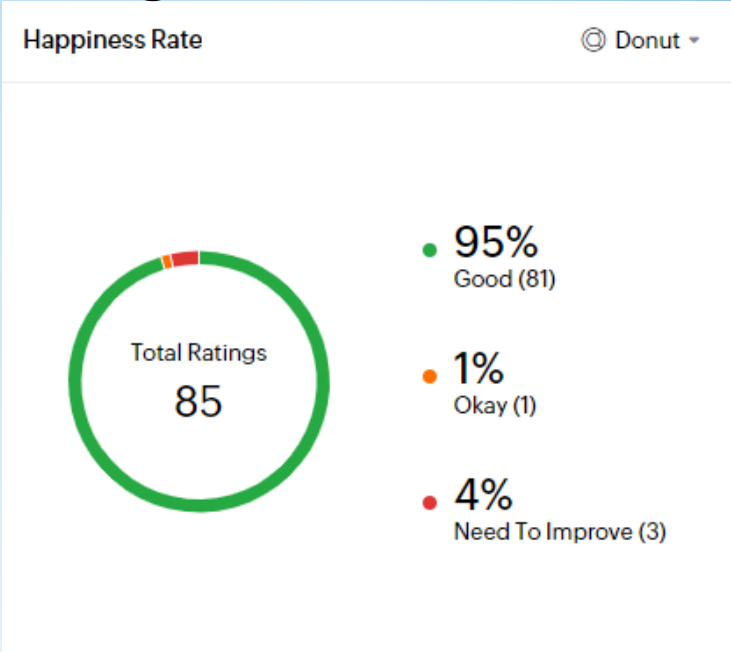 Happiness Rate
Donut
Total Ratings
85
95%
Good (81)
1%
Okay (1)
4%
Need To Improve (3)